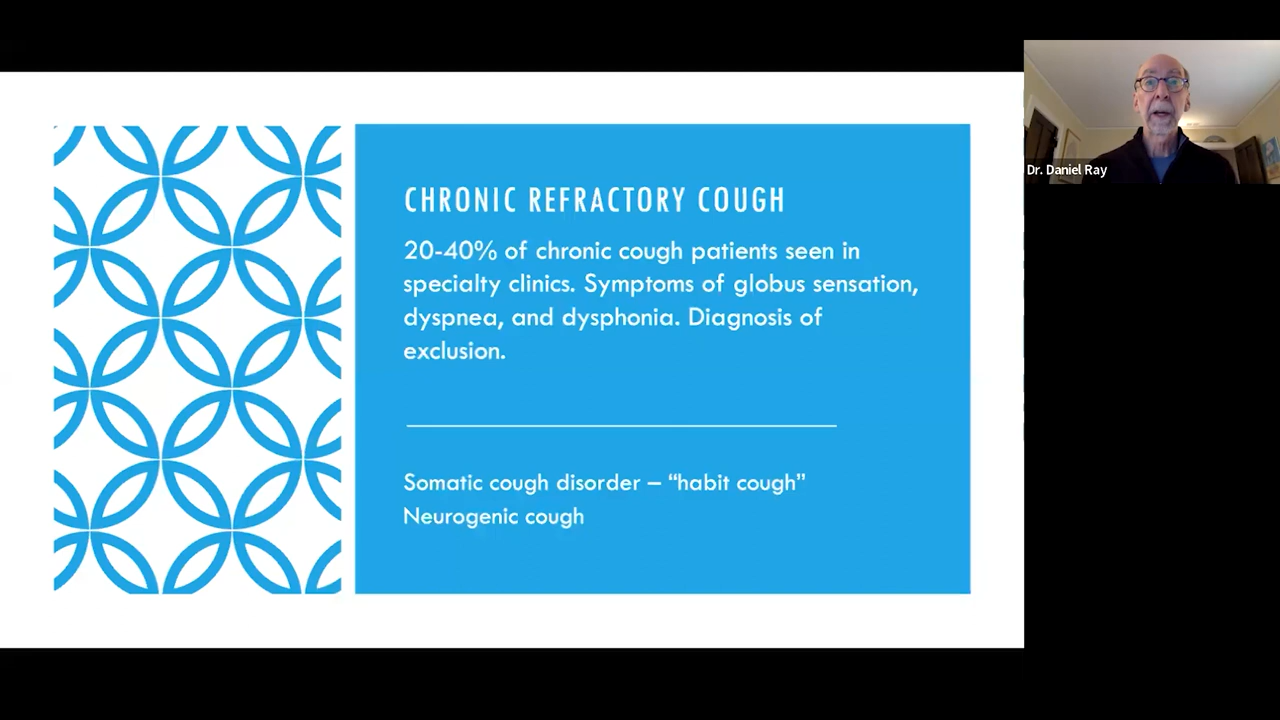 CHRONIC REFRACTORY COUGH
20-40% of chronic cough patients seen in
specialty clinics. Symptoms of globus sensation,
dyspnea, and dysphonia. Diagnosis of
exclusion.
Somatic cough disorder – “habit cough”
Neurogenic cough
Dr. Daniel Ray